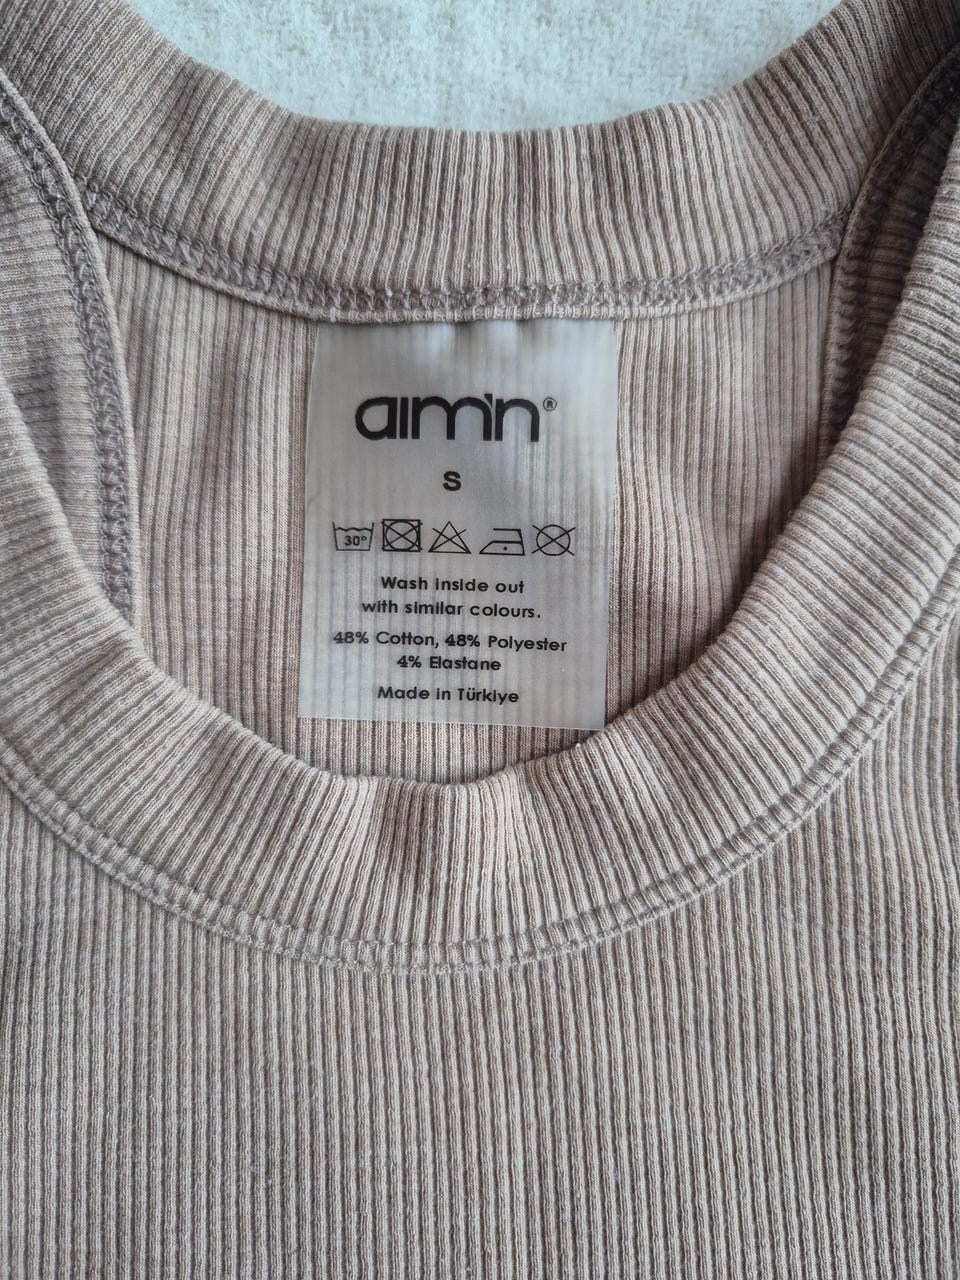 aim'n®
S
30°
Wash inside out
with similar colours.
48% Cotton, 48% Polyester
4% Elastane
Made in Türkiye